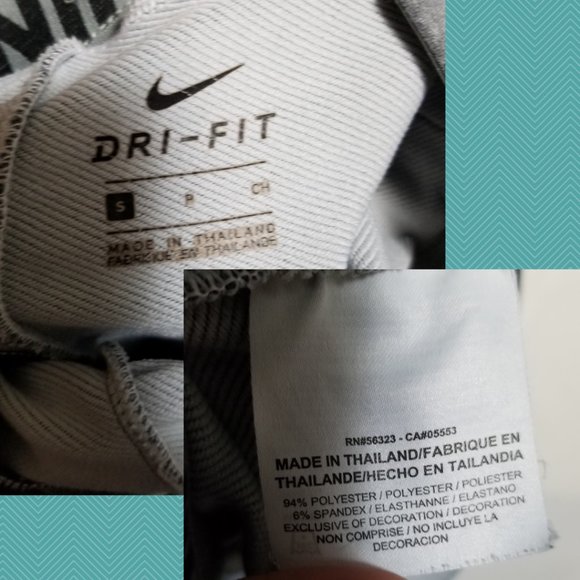 DRI-FIT
S P CH
MADE IN THAILAND
FABRIQUÉ EN THAILANDE
RN#56323 - CA#05553
MADE IN THAILAND/FABRIQUE EN
THAILANDE/HECHO EN TAILANDIA
94% POLYESTER / POLYESTER / POLIESTER
6% SPANDEX / ELASTHANNE / ELASTANO
EXCLUSIVE OF DECORATION / DECORATION
NON COMPRISE / NO INCLUYE LA
DECORACION